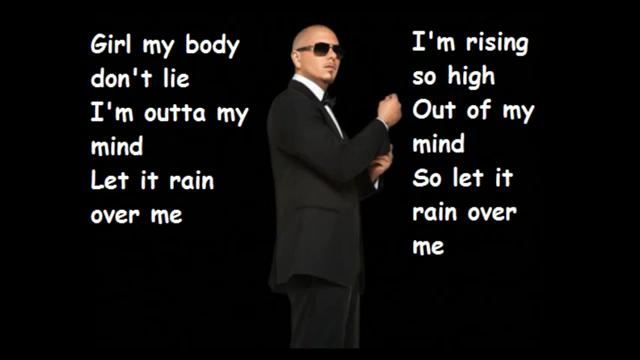 Girl my body
don't lie
I'm outta my
mind
Let it rain
over me
I'm rising
so high
Out of my
mind
So let it
rain over
me